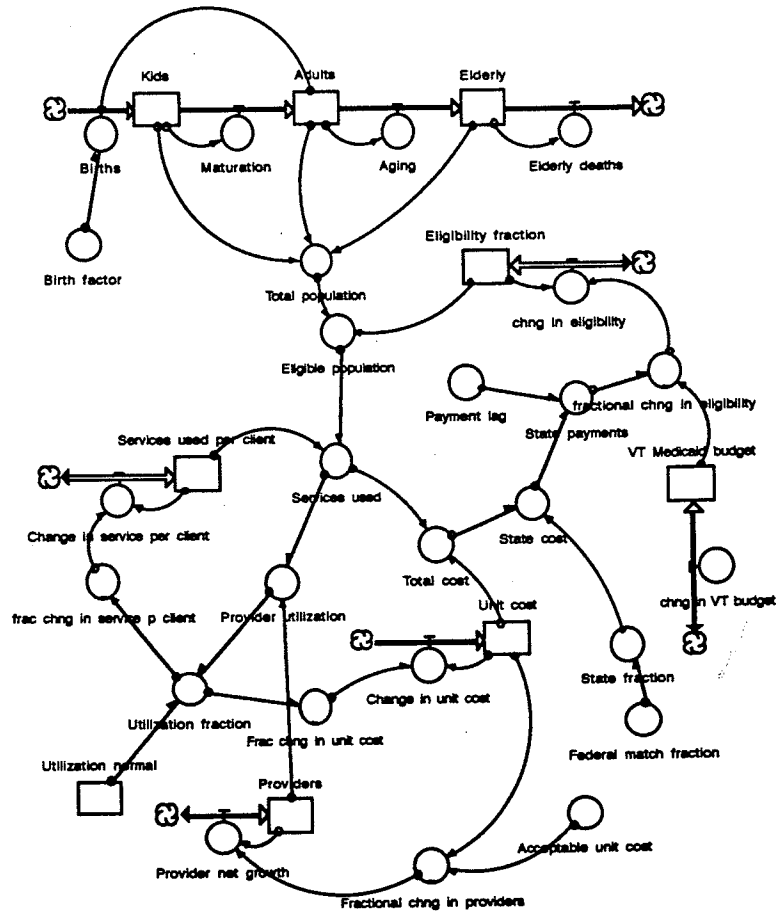 Kids
Adults
Elderly
Births
Maturation
Aging
Elderly deaths
Birth factor
Eligibility fraction
Total population
chng in eligibility
Eligible population
Payment lag
fractional chng in eligibility
State payments
Services used per client
VT Medicaid budget
Services used
Change in service per client
State cost
Total cost
frac chng in service p client
Provider utilization
Unit cost
chng in VT budget
State fraction
Change in unit cost
Utilization fraction
Frac chng in unit cost
Federal match fraction
Utilization normal
Providers
Acceptable unit cost
Provider net growth
Fractional chng in providers